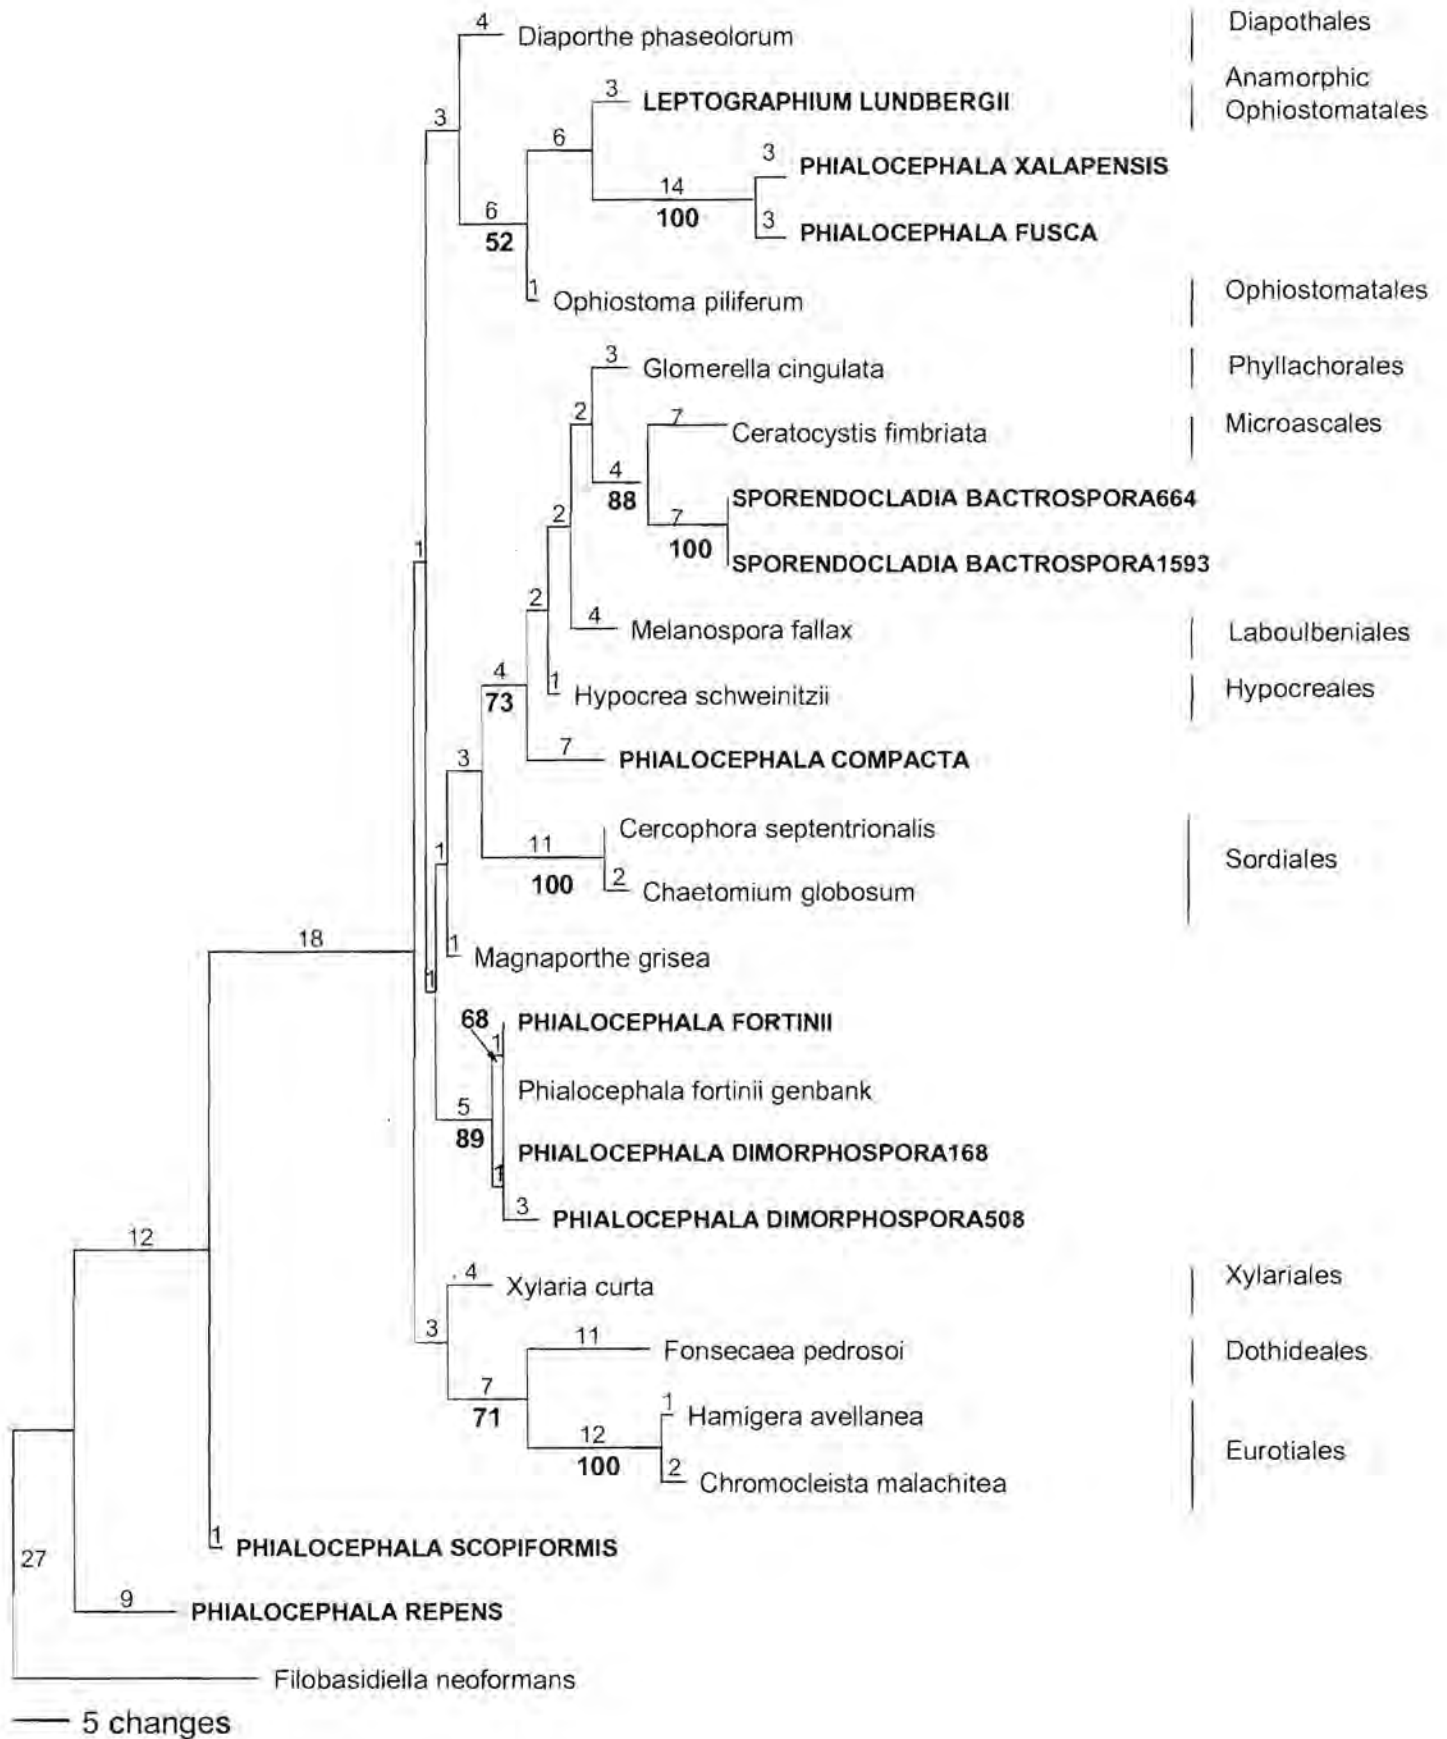 4
Diaporthe phaseolorum
Diapothales
3
LEPTOGRAPHIUM LUNDBERGII
Anamorphic
Ophiostomatales
3
6
3
PHIALOCEPHALA XALAPENSIS
14
100
3
PHIALOCEPHALA FUSCA
6
52
1
Ophiostoma piliferum
Ophiostomatales
3
Glomerella cingulata
Phyllachorales
2
7
Ceratocystis fimbriata
Microascales
4
88
SPORENDOCLADIA BACTROSPORA664
2
7
100
SPORENDOCLADIA BACTROSPORA1593
1
2
4
Melanospora fallax
Laboulbeniales
4
73
1
Hypocrea schweinitzii
Hypocreales
3
7
PHIALOCEPHALA COMPACTA
Cercophora septentrionalis
1
11
100
2
Chaetomium globosum
Sordiales
18
1
Magnaporthe grisea
1
68
PHIALOCEPHALA FORTINII
1
Phialocephala fortinii genbank
5
89
PHIALOCEPHALA DIMORPHOSPORA168
1
3
PHIALOCEPHALA DIMORPHOSPORA508
12
4
Xylaria curta
Xylariales
3
11
Fonsecaea pedrosoi
Dothideales
7
71
1
Hamigera avellanea
12
100
2
Chromocleista malachitea
Eurotiales
1
PHIALOCEPHALA SCOPIFORMIS
27
9
PHIALOCEPHALA REPENS
Filobasidiella neoformans
5 changes